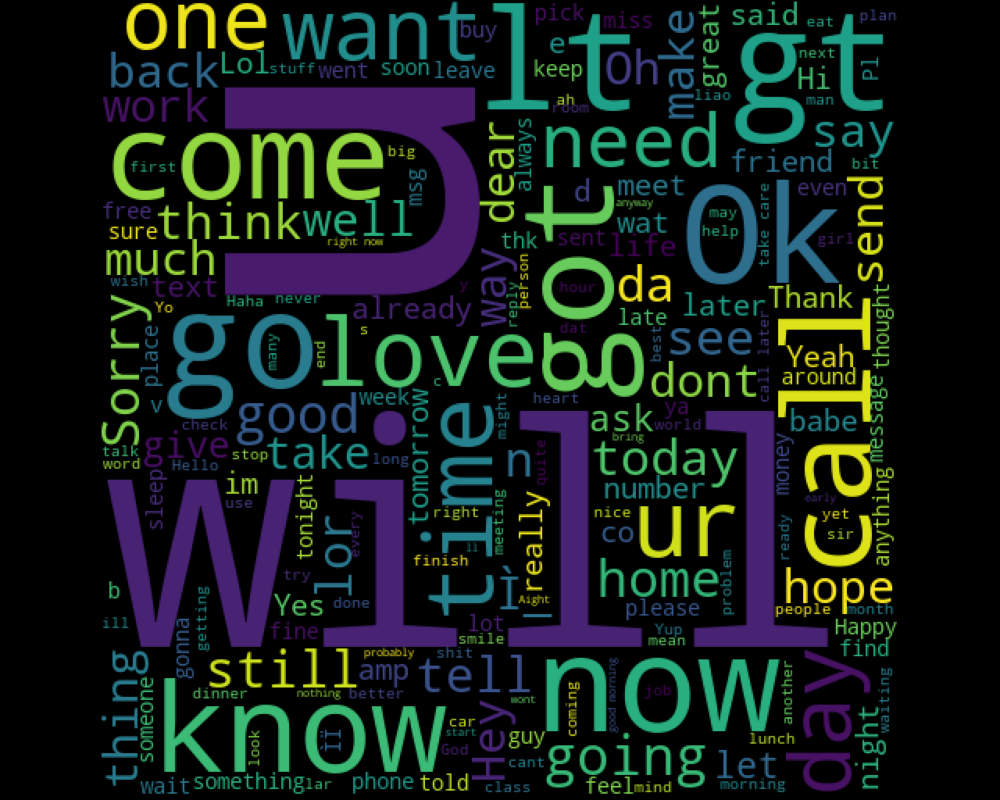 one
want
buy
pick
miss
said
eat
plan
lt
gt
back
Lol
stuff
went
soon
leave
e
keep
Oh
make
great
next
Hi
Pl
work
ah
room
liao
man
say
u
come
big
first
msg
dear
always
need
friend
bit
d
meet
even
free
sure
think
well
right now
anyway
wat
Ok
may
help
take care
girl
send
much
thk
sent
life
got
text
wish
way
person
hour
da
later
Thank
Yo
Haha
never
already
y
reply
late
dat
Sorry
place
go
many
end
s
love
best
see
call later
Yeah
around
thought
c
dont
call
v
good
week
tomorrow
heart
ask
ya
world
babe
message
check
might
bring
talk
word
give
Hello
stop
take
long
time
n
quite
today
money
sleep
im
use
number
early
anything
will
tonight
lor
every
right
meeting
really
nice
co
ur
yet
sir
ready
finish
ll
home
problem
hope
b
try
Yes
done
Í
Aight
please
people
month
ill
getting
fine
lot
smile
Yup
mean
Happy
find
gonna
probably
shit
still
amp
tell
now
thing
someone
dinner
nothing
better
wont
coming
good morning
job
another
day
waiting
know
look
Ü
car
start
God
Hey
guy
going
lunch
night
wait
something
lar
phone
told
cant
class
feel
mind
let
morning